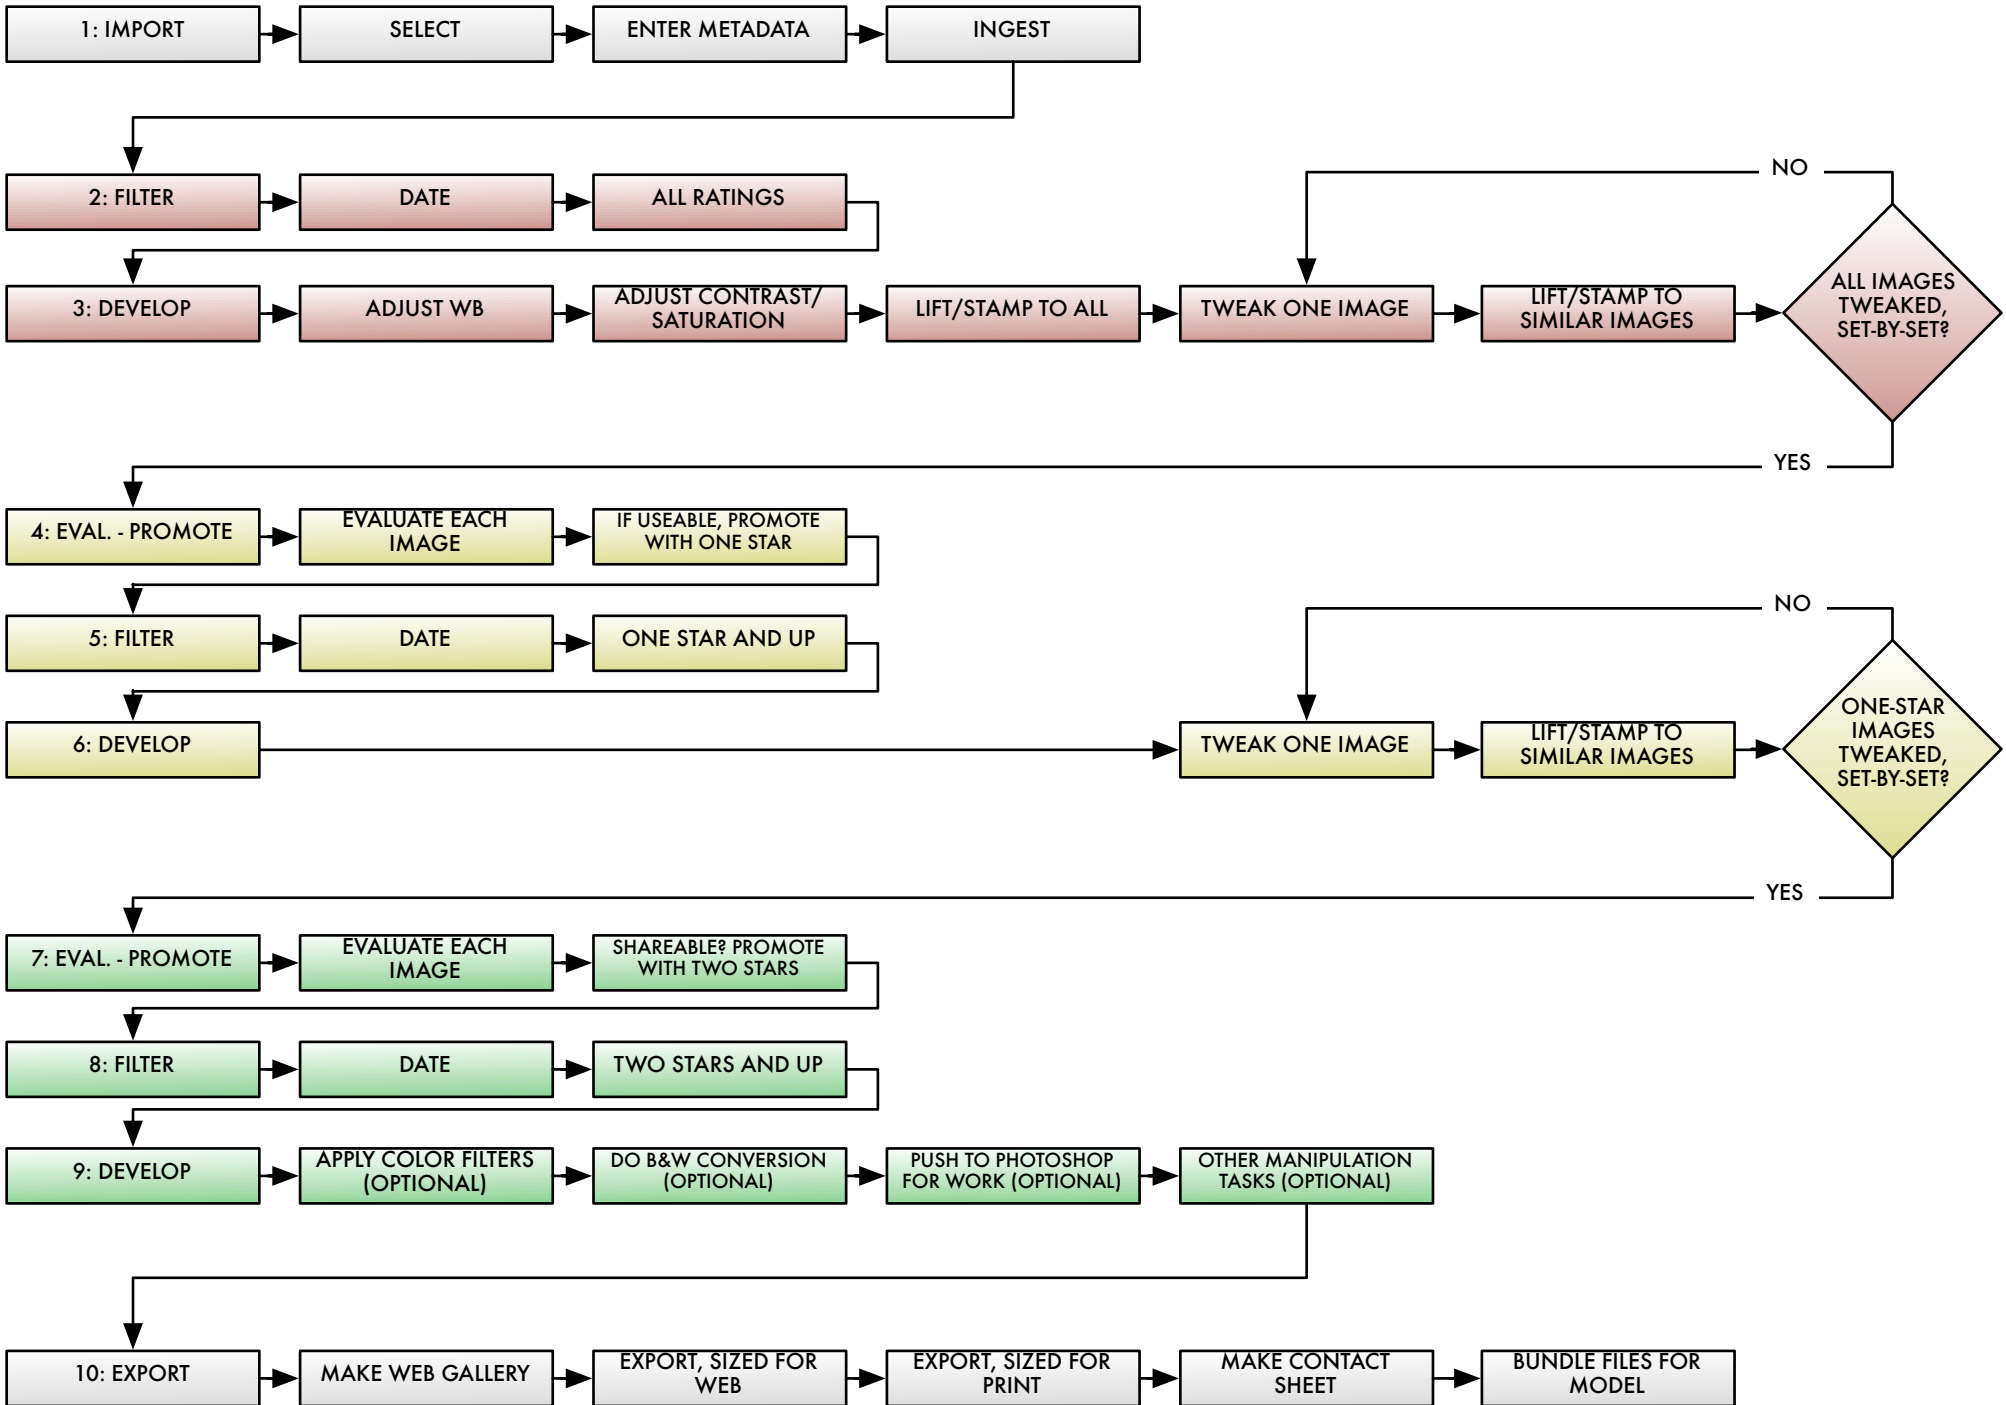 1: IMPORT
SELECT
ENTER METADATA
INGEST
2: FILTER
DATE
ALL RATINGS
NO
3: DEVELOP
ADJUST WB
ADJUST CONTRAST/
SATURATION
LIFT/STAMP TO ALL
TWEAK ONE IMAGE
LIFT/STAMP TO
SIMILAR IMAGES
ALL IMAGES
TWEAKED,
SET-BY-SET?
YES
4: EVAL. - PROMOTE
EVALUATE EACH
IMAGE
IF USEABLE, PROMOTE
WITH ONE STAR
5: FILTER
DATE
ONE STAR AND UP
NO
6: DEVELOP
TWEAK ONE IMAGE
LIFT/STAMP TO
SIMILAR IMAGES
ONE-STAR
IMAGES
TWEAKED,
SET-BY-SET?
YES
7: EVAL. - PROMOTE
EVALUATE EACH
IMAGE
SHAREABLE? PROMOTE
WITH TWO STARS
8: FILTER
DATE
TWO STARS AND UP
9: DEVELOP
APPLY COLOR FILTERS
(OPTIONAL)
DO B&W CONVERSION
(OPTIONAL)
PUSH TO PHOTOSHOP
FOR WORK (OPTIONAL)
OTHER MANIPULATION
TASKS (OPTIONAL)
10: EXPORT
MAKE WEB GALLERY
EXPORT, SIZED FOR
WEB
EXPORT, SIZED FOR
PRINT
MAKE CONTACT
SHEET
BUNDLE FILES FOR
MODEL